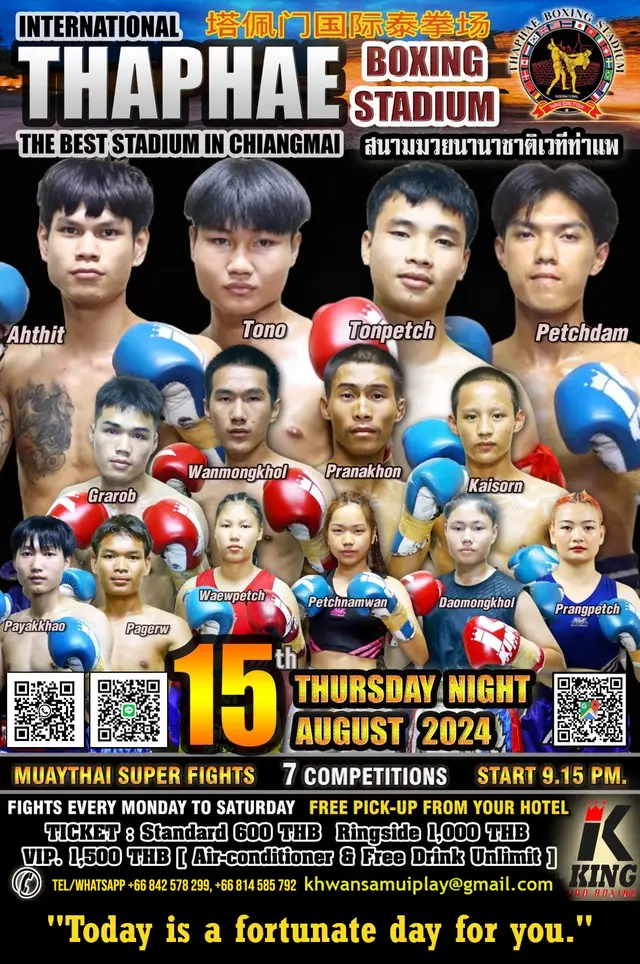 INTERNATIONAL 塔佩门国际泰拳场
THAPHAE BOXING STADIUM
THE BEST STADIUM IN CHIANGMAI สนามมวยนานาชาติเวทีท่าแพ
THAPHAE BOXING STADIUM
INTERNATIONAL
Ahthit Tono Tonpetch Petchdam
Grarob Wanmongkhol Pranakhon Kaisorn
Payakkhao Pagerw Waewpetch Petchnamwan Daomongkhol Prangpetch
15th THURSDAY NIGHT
AUGUST 2024
MUAYTHAI SUPER FIGHTS 7 COMPETITIONS START 9.15 PM.
FIGHTS EVERY MONDAY TO SATURDAY FREE PICK-UP FROM YOUR HOTEL
TICKET : Standard 600 THB Ringside 1,000 THB
VIP. 1,500 THB [ Air-conditioner & Free Drink Unlimit ]
TEL/WHATSAPP +66 842 578 299, +66 814 585 792 khwansamuiplay@gmail.com
K
KING
PRO BOXING
"Today is a fortunate day for you."